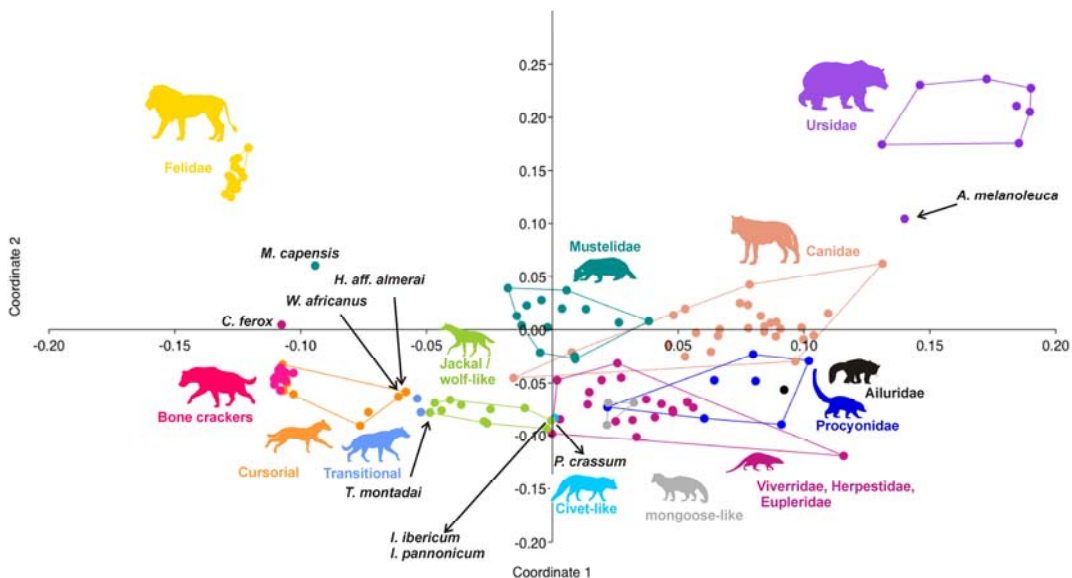 0.25
Ursidae
0.20
Felidae
0.15
A. melanoleuca
0.10
Mustelidae
Canidae
Coordinate 2
M. capensis
0.05
H. aff. almerai
W. africanus
C. ferox
0.00
-0.20
-0.15
-0.10
-0.05
0.05
0.10
0.15
0.20
Jackal /
wolf-like
-0.05
Bone crackers
Ailuridae
Procyonidae
-0.10
Cursorial
Transitional
P. crassum
T. montadai
-0.15
Civet-like
mongoose-like
Viverridae, Herpestidae,
Eupleridae
I. ibericum
I. pannonicum
-0.20
Coordinate 1